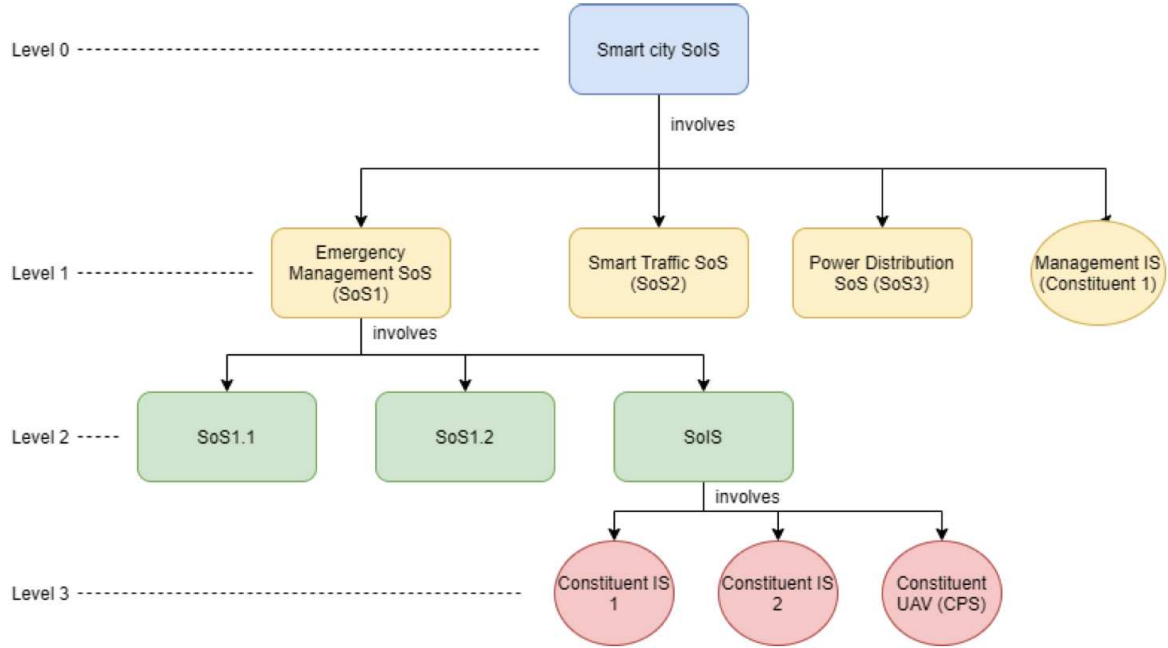 Level 0
Smart city SoIS
involves
Level 1
Emergency
Management SoS
(SoS1)
Smart Traffic SoS
(SoS2)
Power Distribution
SoS (SoS3)
Management IS
(Constituent 1)
involves
Level 2
SoS1.1
SoS1.2
SoIS
involves
Level 3
Constituent IS
1
Constituent IS
2
Constituent
UAV (CPS)